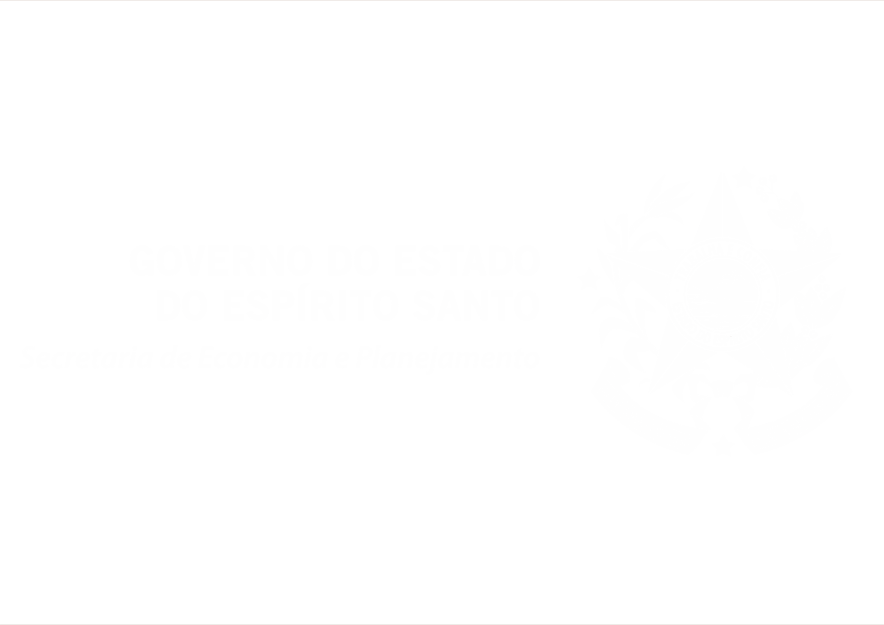 GOVERNO DO ESTADO
DO ESPÍRITO SANTO
Secretaria de Economia e Planejamento